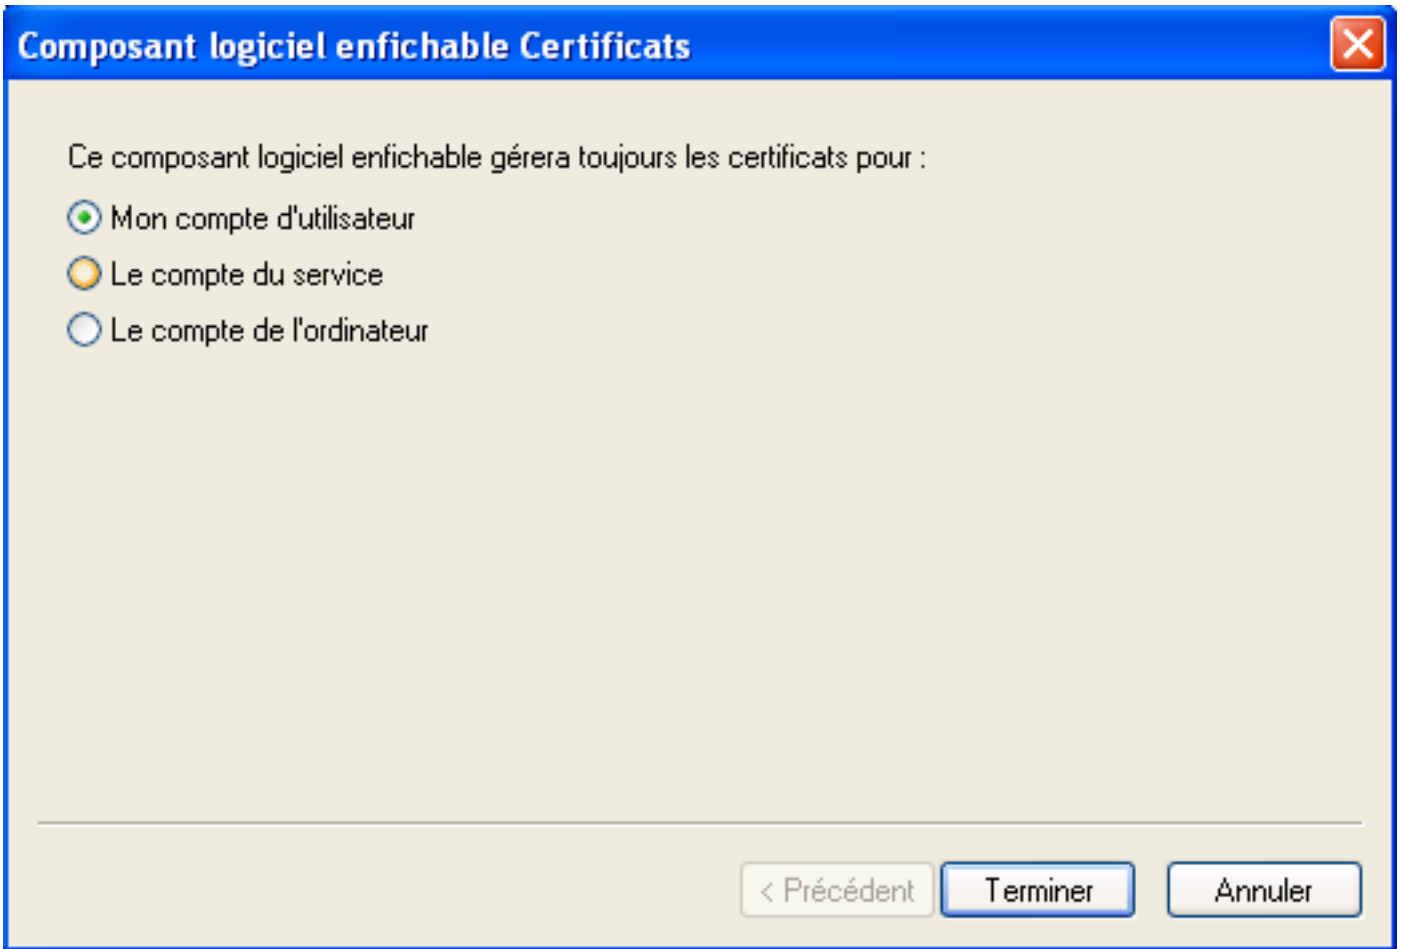 Composant logiciel enfichable Certificats
Ce composant logiciel enfichable gérera toujours les certificats pour :
Mon compte d'utilisateur
Le compte du service
Le compte de l'ordinateur
< Précédent
Terminer
Annuler